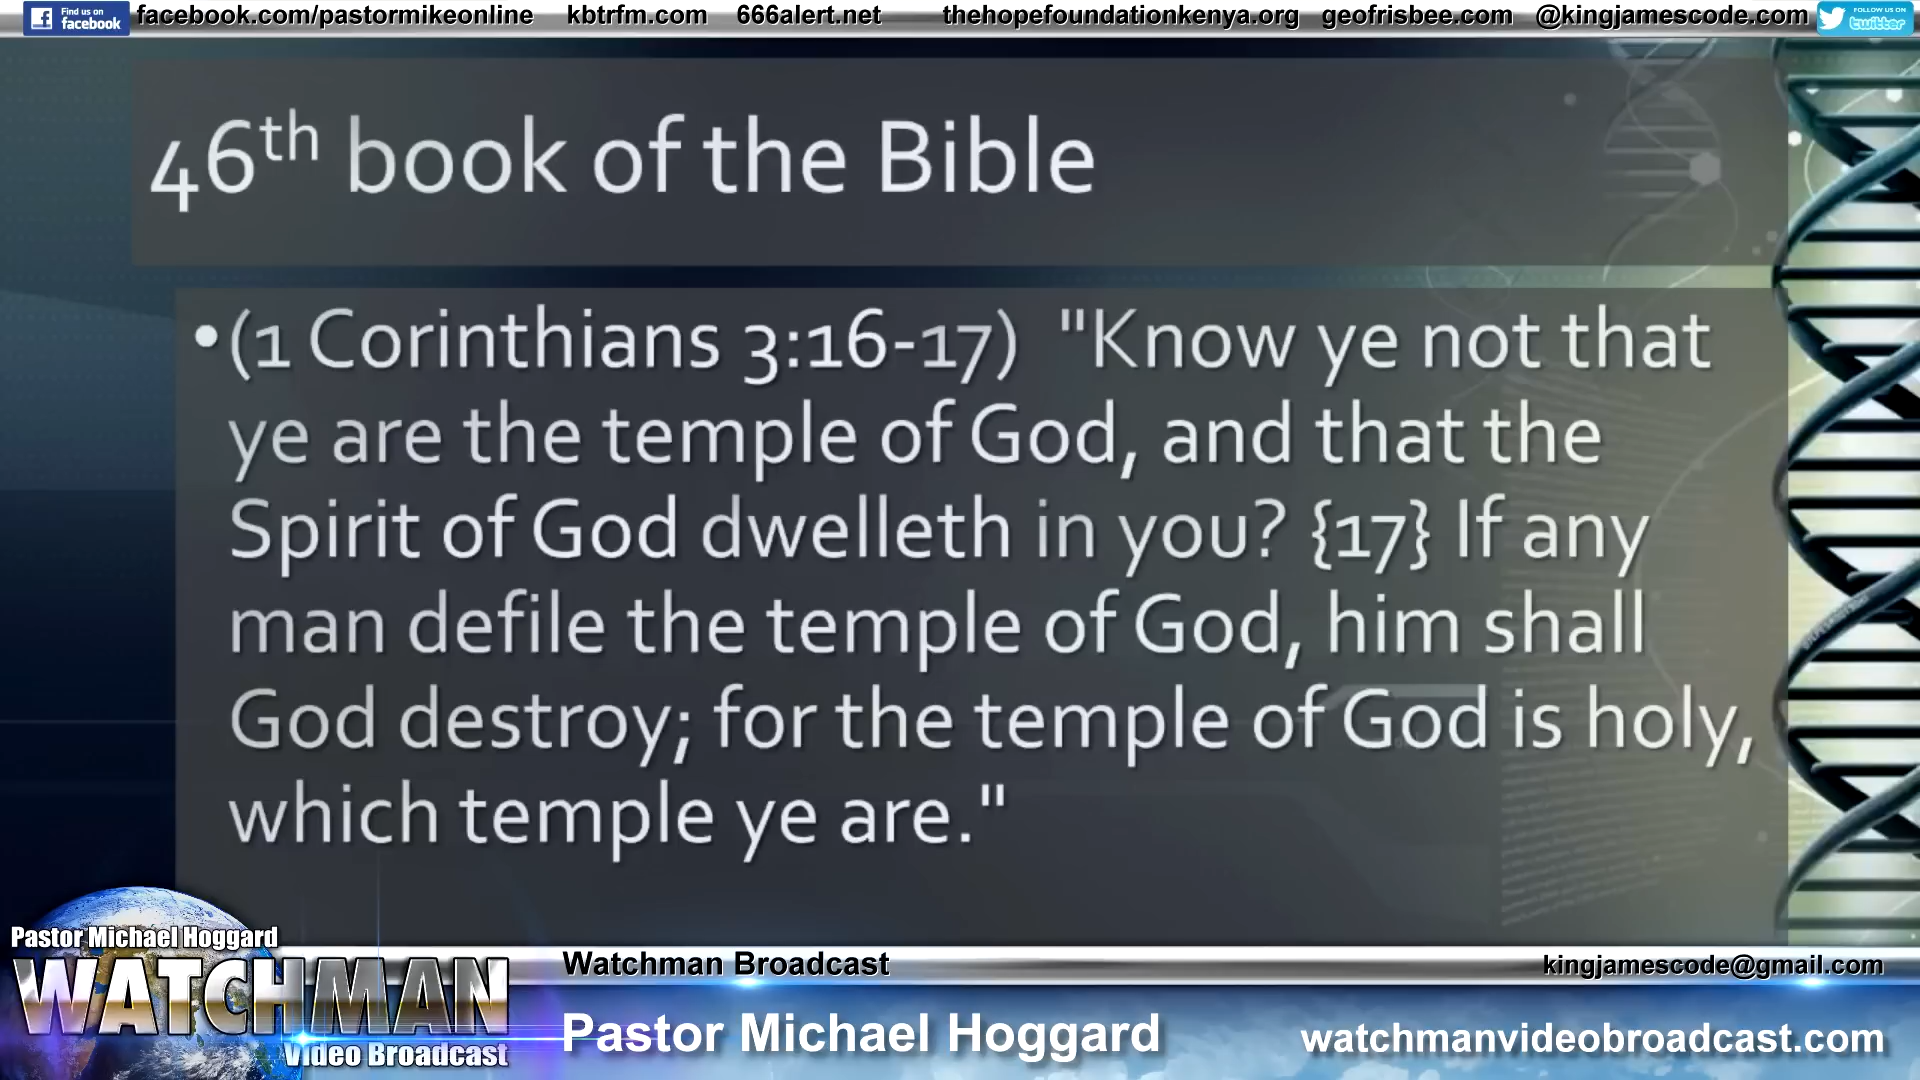 Find us on facebook facebook.com/pastormikeonline kbtrfm.com 666alert.net thehopefoundationkenya.org geofrisbee.com @kingjamescode.com FOLLOW US ON twitter
46th book of the Bible
•(1 Corinthians 3:16-17) "Know ye not that
ye are the temple of God, and that the
Spirit of God dwelleth in you? {17} If any
man defile the temple of God, him shall
God destroy; for the temple of God is holy,
which temple ye are."
Pastor Michael Hoggard
WATCHMAN
Video Broadcast
Watchman Broadcast kingjamescode@gmail.com
Pastor Michael Hoggard watchmanvideobroadcast.com